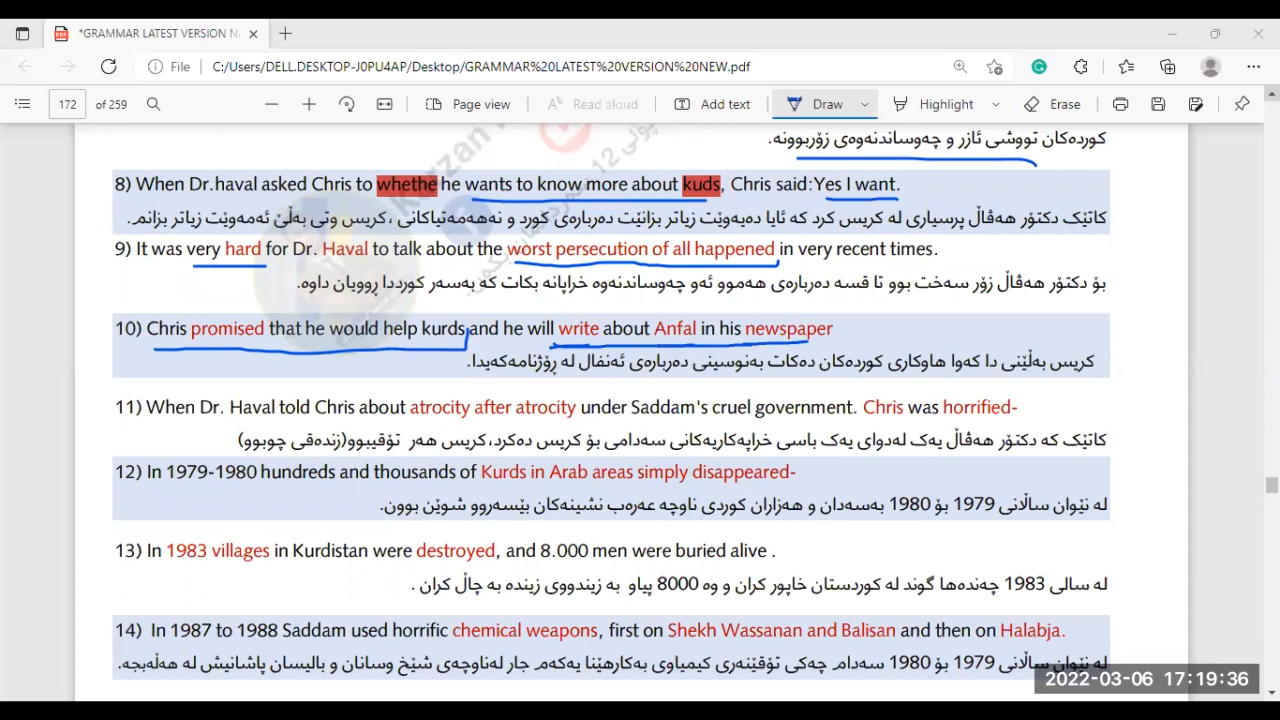 *GRAMMAR LATEST VERSION N
File C:/Users/DELL.DESKTOP-J0PU4AP/Desktop/GRAMMAR%20LATEST%20VERSION%20NEW.pdf
172 of 259 Page view Read aloud Add text Draw Highlight Erase
کوردەکان تووشی ئازر و چەوساندنەوەی زۆربوونە.
8) When Dr.haval asked Chris to whethe he wants to know more about kuds, Chris said:Yes I want.
کاتێک دکتۆر هەڤاڵ پرسیاری لە کریس کرد کە ئایا دەیەوێت زیاتر بزانێت دەربارەی کورد و نەهەمەتیاکانی ،کریس وتی بەڵێ ئەمەوێت زیاتر بزانم.
9) It was very hard for Dr. Haval to talk about the worst persecution of all happened in very recent times.
بۆ دکتۆر هەڤاڵ زۆر سەخت بوو تا قسە دەربارەی هەموو ئەو چەوساندنەوە خراپانە بکات کە بەسەر کورددا ڕوویان داوە.
10) Chris promised that he would help kurds and he will write about Anfal in his newspaper
کریس بەڵێنی دا کەوا هاوکاری کوردەکان دەکات بەنوسینی دەربارەی ئەنفال لە ڕۆژنامەکەیدا.
11) When Dr. Haval told Chris about atrocity after atrocity under Saddam's cruel government. Chris was horrified-
کاتێک کە دکتۆر هەڤاڵ یەک لەدوای یەک باسی خراپەکاریەکانی سەدامی بۆ کریس دەکرد،کریس هەر تۆقیبوو(زندەقی چوبوو)
12) In 1979-1980 hundreds and thousands of Kurds in Arab areas simply disappeared-
لە نێوان ساڵانی 1979 بۆ 1980 بەسەدان و هەزاران کوردی ناوچە عەرەب نشینەکان بێسەروو شوێن بوون.
13) In 1983 villages in Kurdistan were destroyed, and 8.000 men were buried alive .
لە سالی 1983 چەندەها گوند لە کوردستان خاپور کران و وە 8000 پیاو بە زیندووی زیندە بە چاڵ کران .
14) In 1987 to 1988 Saddam used horrific chemical weapons, first on Shekh Wassanan and Balisan and then on Halabja.
لە نێوان ساڵانی 1979 بۆ 1980 سەدام چەکی تۆقێنەری کیمیاوی بەکارهێنا یەکەم جار لەناوچەی شێخ وسانان و بالیسان پاشانیش لە هەڵەبجە.
2022-03-06 17:19:36